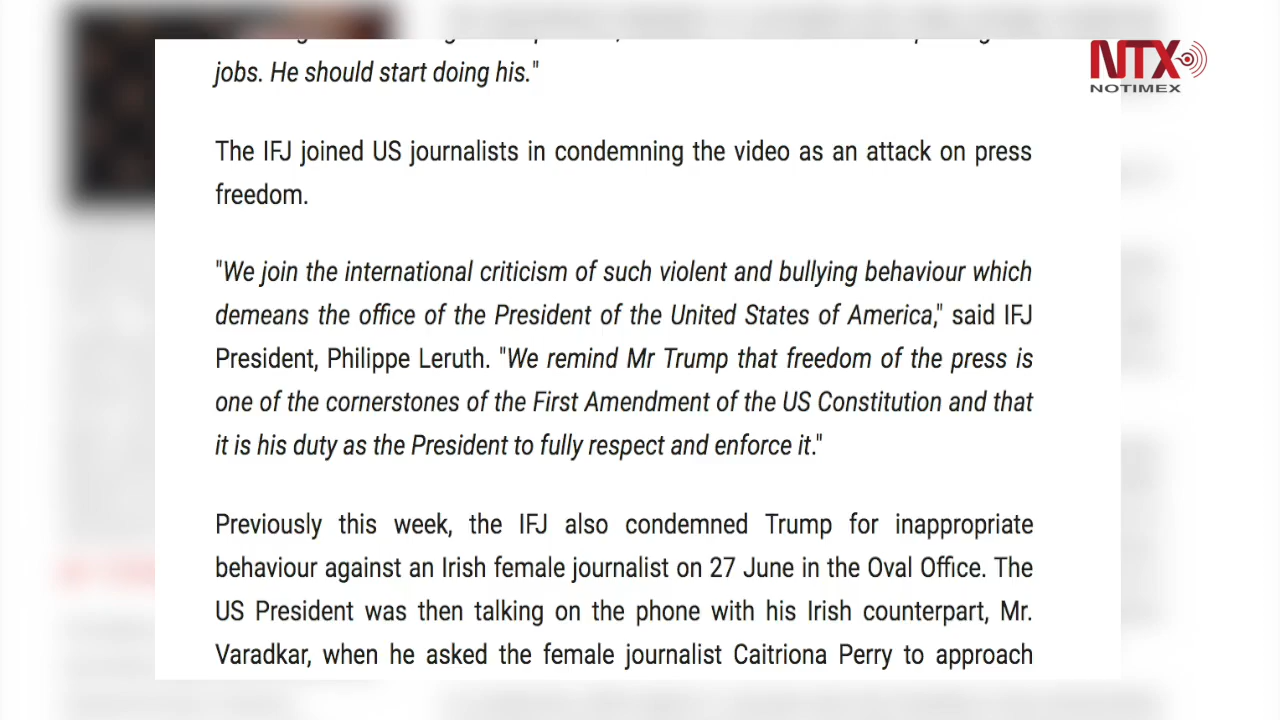 NTX
NOTIMEX
jobs. He should start doing his."
The IFJ joined US journalists in condemning the video as an attack on press
freedom.
"We join the international criticism of such violent and bullying behaviour which
demeans the office of the President of the United States of America," said IFJ
President, Philippe Leruth. "We remind Mr Trump that freedom of the press is
one of the cornerstones of the First Amendment of the US Constitution and that
it is his duty as the President to fully respect and enforce it."
Previously this week, the IFJ also condemned Trump for inappropriate
behaviour against an Irish female journalist on 27 June in the Oval Office. The
US President was then talking on the phone with his Irish counterpart, Mr.
Varadkar, when he asked the female journalist Caitriona Perry to approach